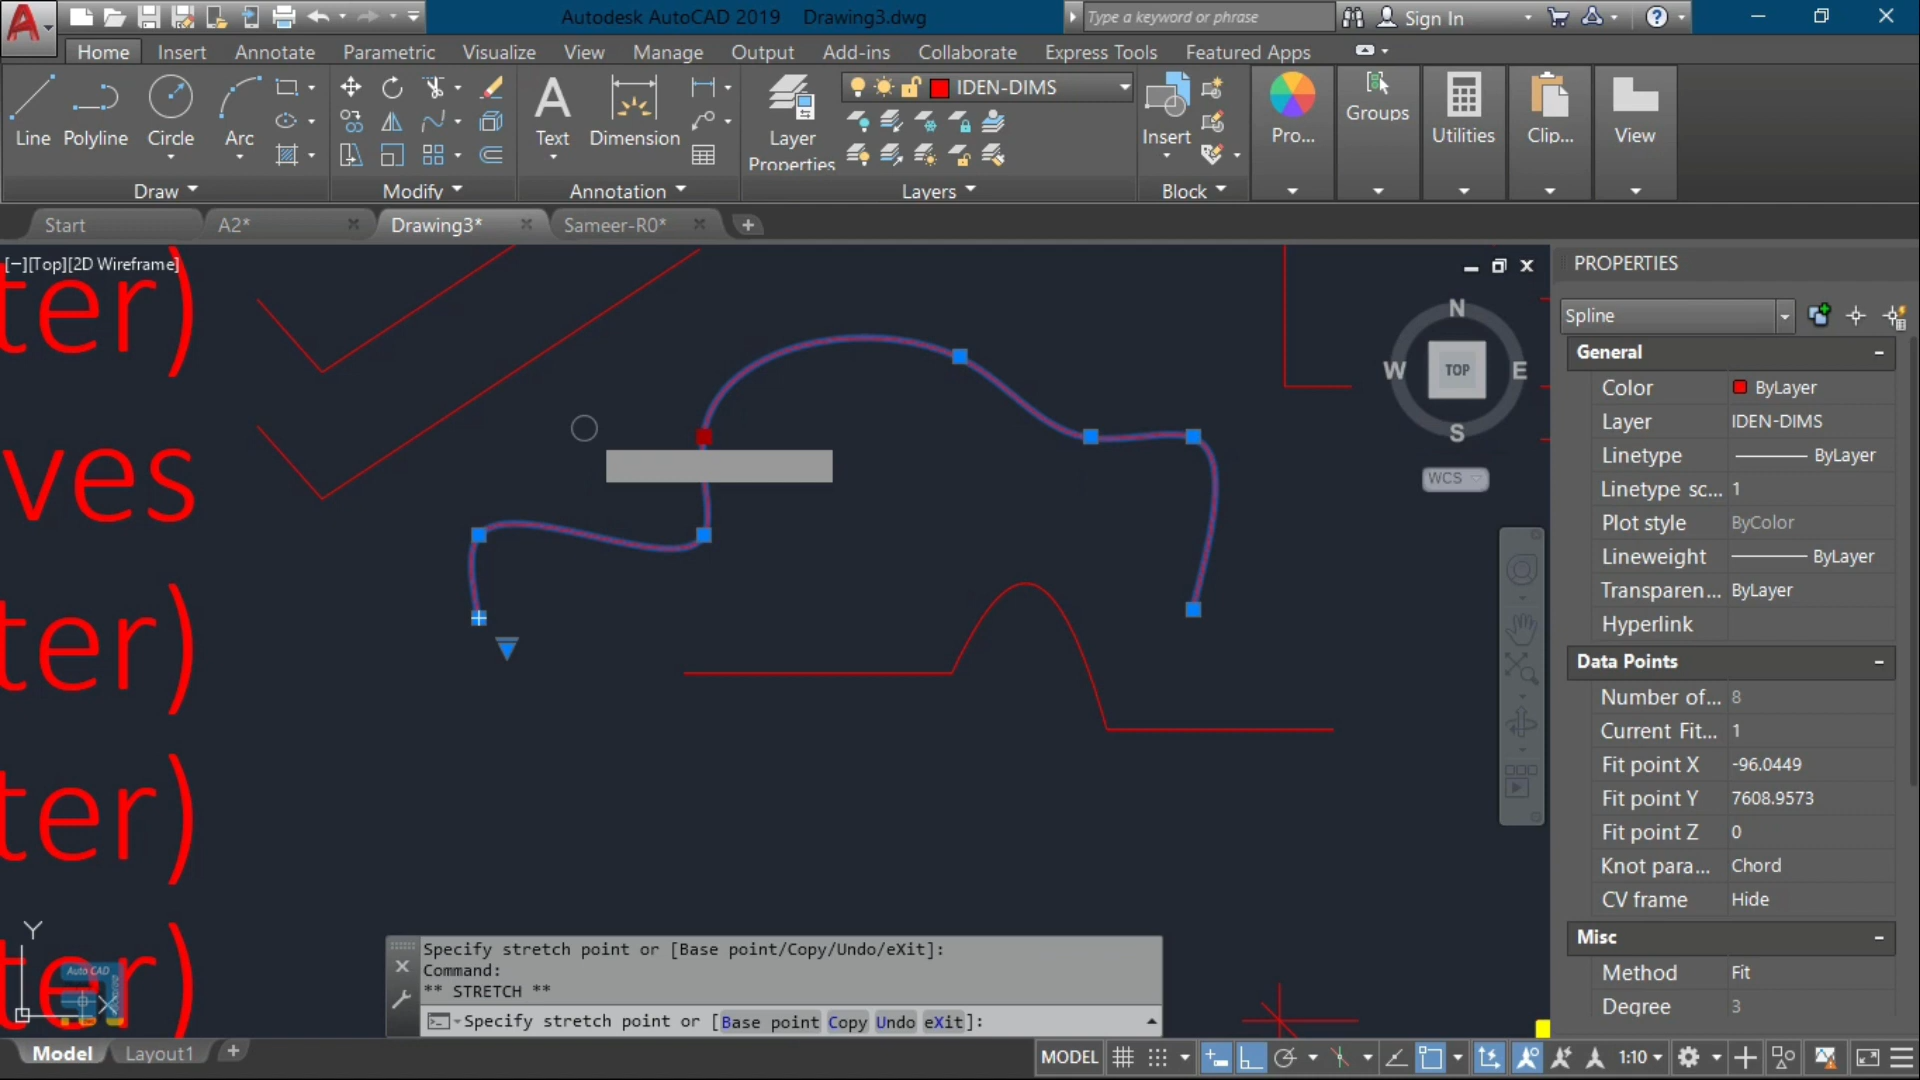 Autodesk AutoCAD 2019 Drawing3.dwg
Type a keyword or phrase
Sign In
Home Insert Annotate Parametric Visualize View Manage Output Add-ins Collaborate Express Tools Featured Apps
IDEN-DIMS
Line Polyline Circle Arc
Text Dimension
Layer Properties
Insert
Pro...
Groups
Utilities
Clip...
View
Draw Modify Annotation Layers Block
Start A2* Drawing3* Sameer-R0*
[−][Top][2D Wireframe]
ter)
ves
ter)
ter)
ter)
N
W TOP E
S
WCS
PROPERTIES
Spline
General
Color ByLayer
Layer IDEN-DIMS
Linetype ByLayer
Linetype sc... 1
Plot style ByColor
Lineweight ByLayer
Transparen... ByLayer
Hyperlink
Data Points
Number of... 8
Current Fit... 1
Fit point X -96.0449
Fit point Y 7608.9573
Fit point Z 0
Knot para... Chord
CV frame Hide
Misc
Method Fit
Degree 3
Y
X
Auto CAD
Specify stretch point or [Base point/Copy/Undo/eXit]:
Command:
** STRETCH **
Specify stretch point or [Base point Copy Undo eXit]:
Model Layout1
MODEL 1:10